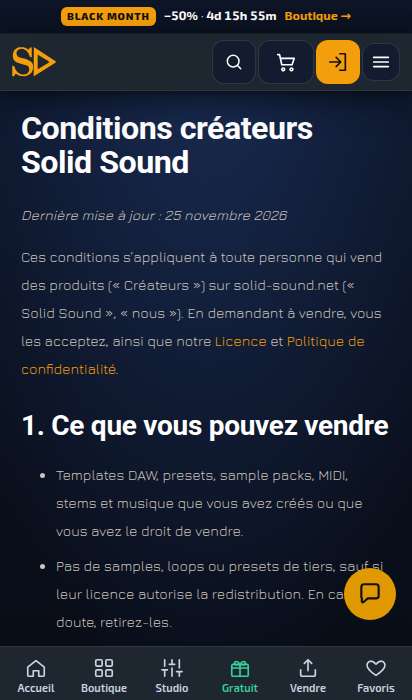 BLACK MONTH −50% · 4d 15h 55m Boutique →
S
Conditions créateurs
Solid Sound
Dernière mise à jour : 25 novembre 2026
Ces conditions s'appliquent à toute personne qui vend
des produits (« Créateurs ») sur solid-sound.net («
Solid Sound », « nous »). En demandant à vendre, vous
les acceptez, ainsi que notre Licence et Politique de
confidentialité.
1. Ce que vous pouvez vendre
• Templates DAW, presets, sample packs, MIDI,
stems et musique que vous avez créés ou que
vous avez le droit de vendre.
• Pas de samples, loops ou presets de tiers, sauf si
leur licence autorise la redistribution. En
doute, retirez-les.
Accueil Boutique Studio Gratuit Vendre Favoris